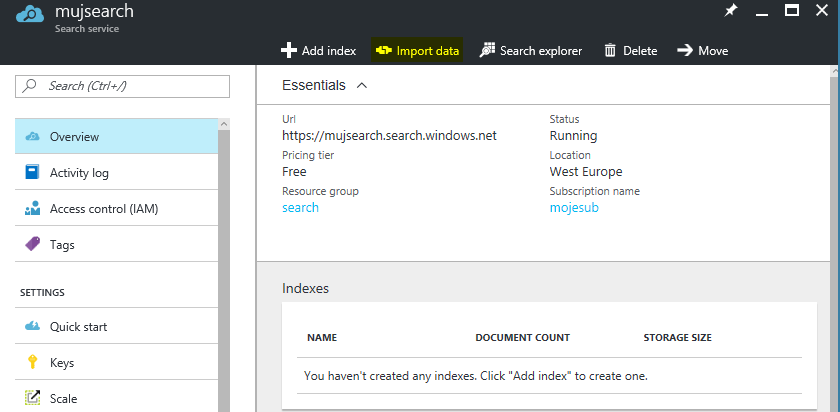 mujsearch
Search service
Add index Import data Search explorer Delete Move
Search (Ctrl+/)
Overview
Activity log
Access control (IAM)
Tags
SETTINGS
Quick start
Keys
Scale
Essentials
Url Status
https://mujsearch.search.windows.net Running
Pricing tier Location
Free West Europe
Resource group Subscription name
search mojesub
Indexes
NAME DOCUMENT COUNT STORAGE SIZE
You haven't created any indexes. Click "Add index" to create one.